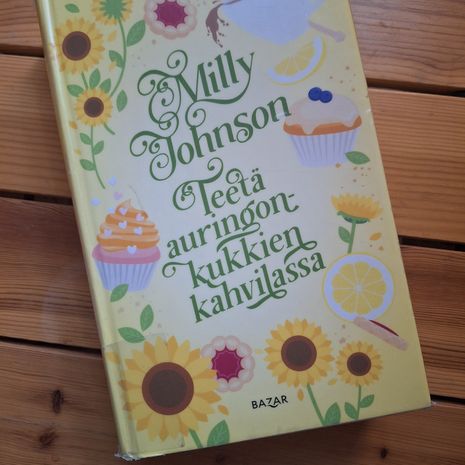 Milly
Johnson
Teetä
auringon-
kukkien
kahvilassa
BAZAR